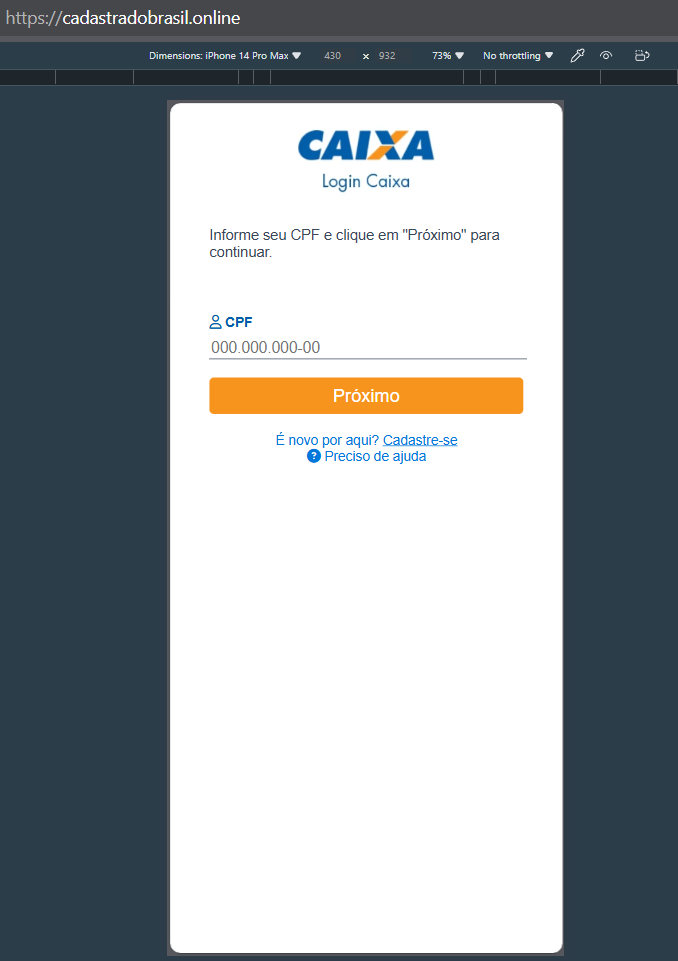 https://cadastradobrasil.online
Dimensions: iPhone 14 Pro Max 430 x 932 73% No throttling
CAIXA
Login Caixa
Informe seu CPF e clique em "Próximo" para
continuar.
CPF
000.000.000-00
Próximo
É novo por aqui? Cadastre-se
? Preciso de ajuda